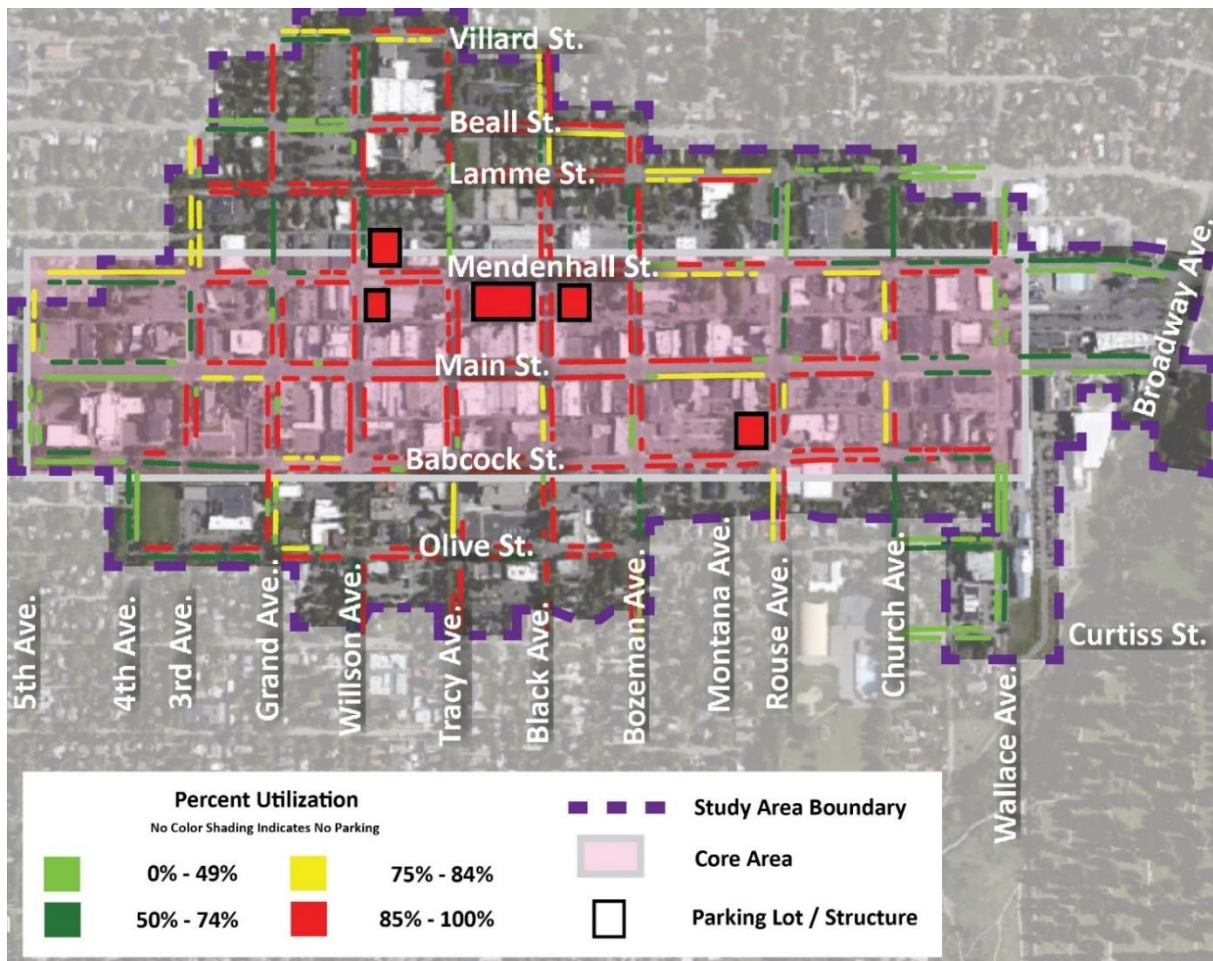 Villard St.
Beall St.
Lamme St.
Mendenhall St.
Main St.
Babcock St.
Olive St.
Broadway Ave.
Curtiss St.
5th Ave.
4th Ave.
3rd Ave.
Grand Ave..
Willson Ave.
Tracy Ave.
Black Ave.
Bozeman Ave.
Montana Ave.
Rouse Ave.
Church Ave.
Wallace Ave.
Percent Utilization
No Color Shading Indicates No Parking
0% - 49%
75% - 84%
50% - 74%
85% - 100%
Study Area Boundary
Core Area
Parking Lot / Structure